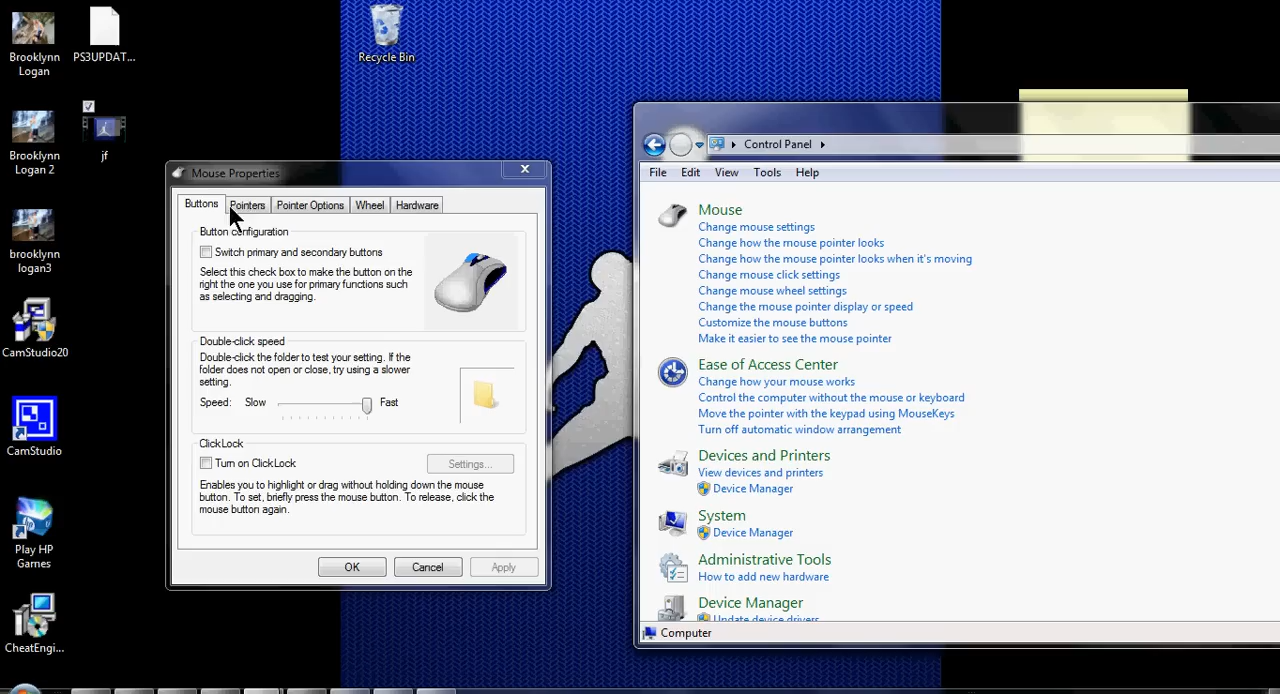 Brooklynn
Logan
PS3UPDAT...
Recycle Bin
Brooklynn
Logan 2
jf
brooklynn
logan3
CamStudio20
CamStudio
Play HP
Games
CheatEngi...
Mouse Properties
Buttons
Pointers
Pointer Options
Wheel
Hardware
Button configuration
Switch primary and secondary buttons
Select this check box to make the button on the
right the one you use for primary functions such
as selecting and dragging.
Double-click speed
Double-click the folder to test your setting. If the
folder does not open or close, try using a slower
setting.
Speed: Slow Fast
ClickLock
Turn on ClickLock
Settings...
Enables you to highlight or drag without holding down the mouse
button. To set, briefly press the mouse button. To release, click the
mouse button again.
OK
Cancel
Apply
Control Panel
File Edit View Tools Help
Mouse
Change mouse settings
Change how the mouse pointer looks
Change how the mouse pointer looks when it's moving
Change mouse click settings
Change mouse wheel settings
Change the mouse pointer display or speed
Customize the mouse buttons
Make it easier to see the mouse pointer
Ease of Access Center
Change how your mouse works
Control the computer without the mouse or keyboard
Move the pointer with the keypad using MouseKeys
Turn off automatic window arrangement
Devices and Printers
View devices and printers
Device Manager
System
Device Manager
Administrative Tools
How to add new hardware
Device Manager
Update device drivers
Computer